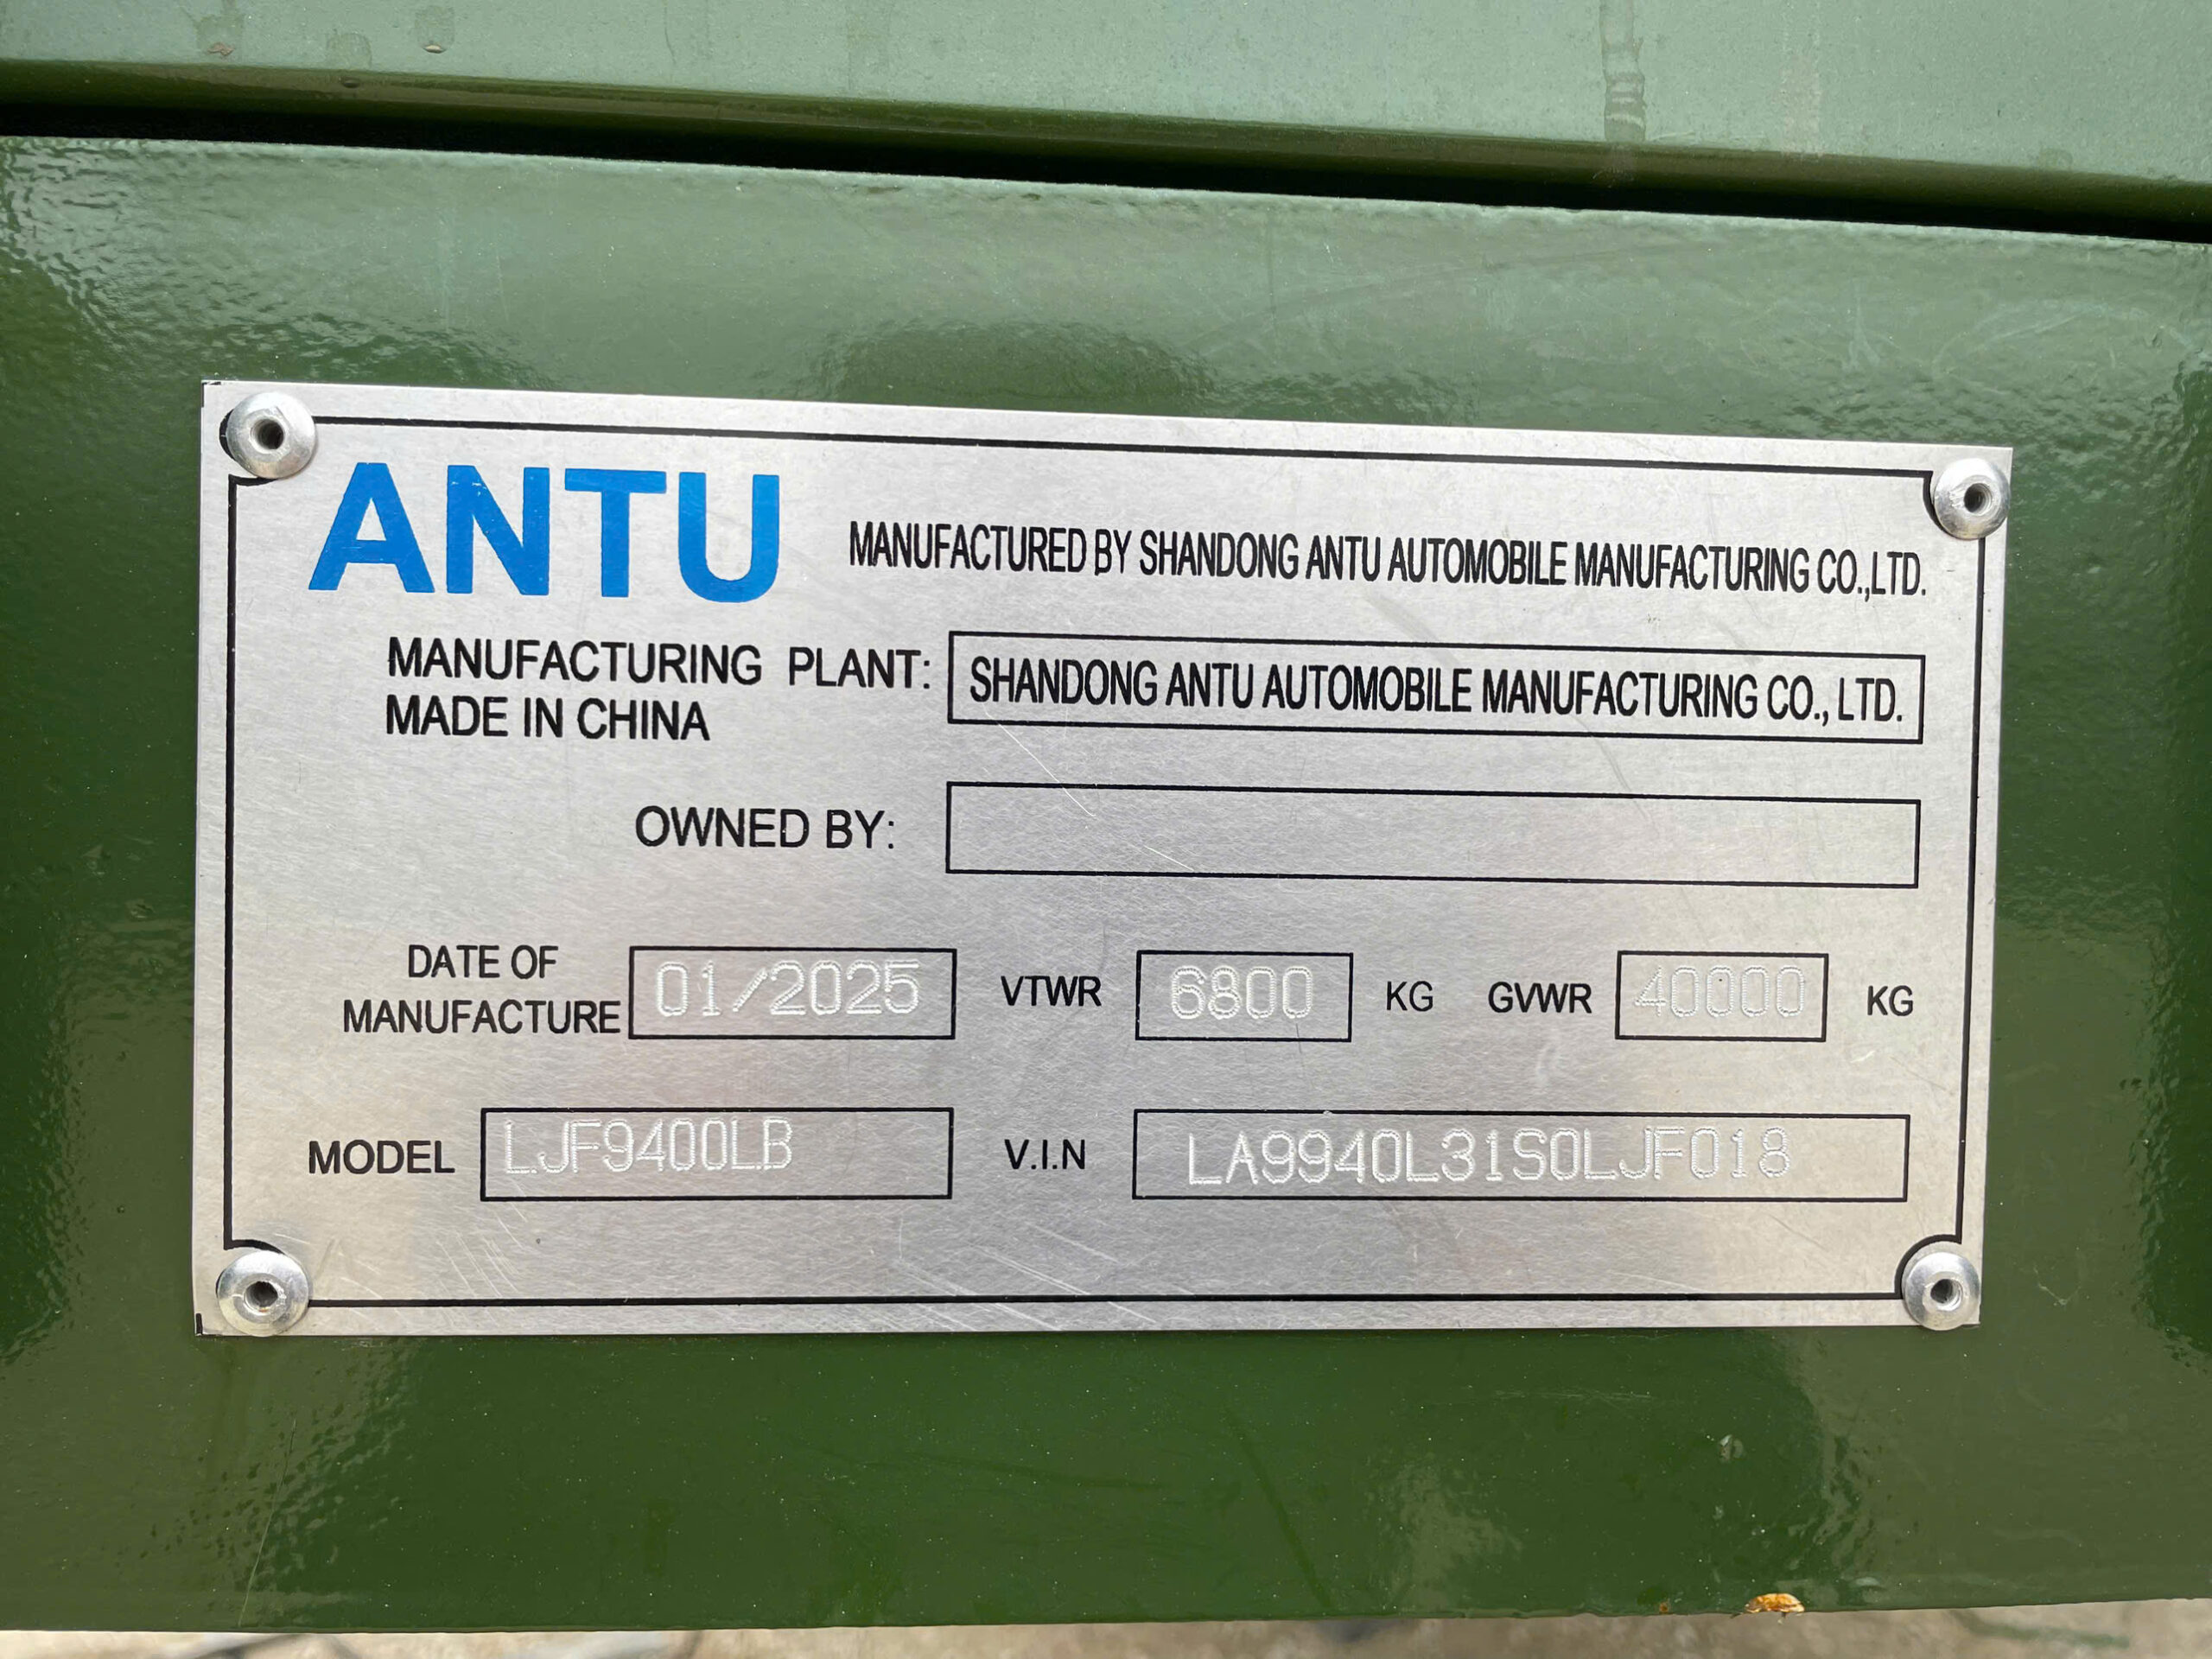 ANTU
MANUFACTURED BY SHANDONG ANTU AUTOMOBILE MANUFACTURING CO.,LTD.
MANUFACTURING PLANT: SHANDONG ANTU AUTOMOBILE MANUFACTURING CO., LTD.
MADE IN CHINA
OWNED BY:
DATE OF
MANUFACTURE 01/2025 VTWR 6800 KG GVWR 40000 KG
MODEL LJF9400LB V.I.N LA9940L31S0LJF018